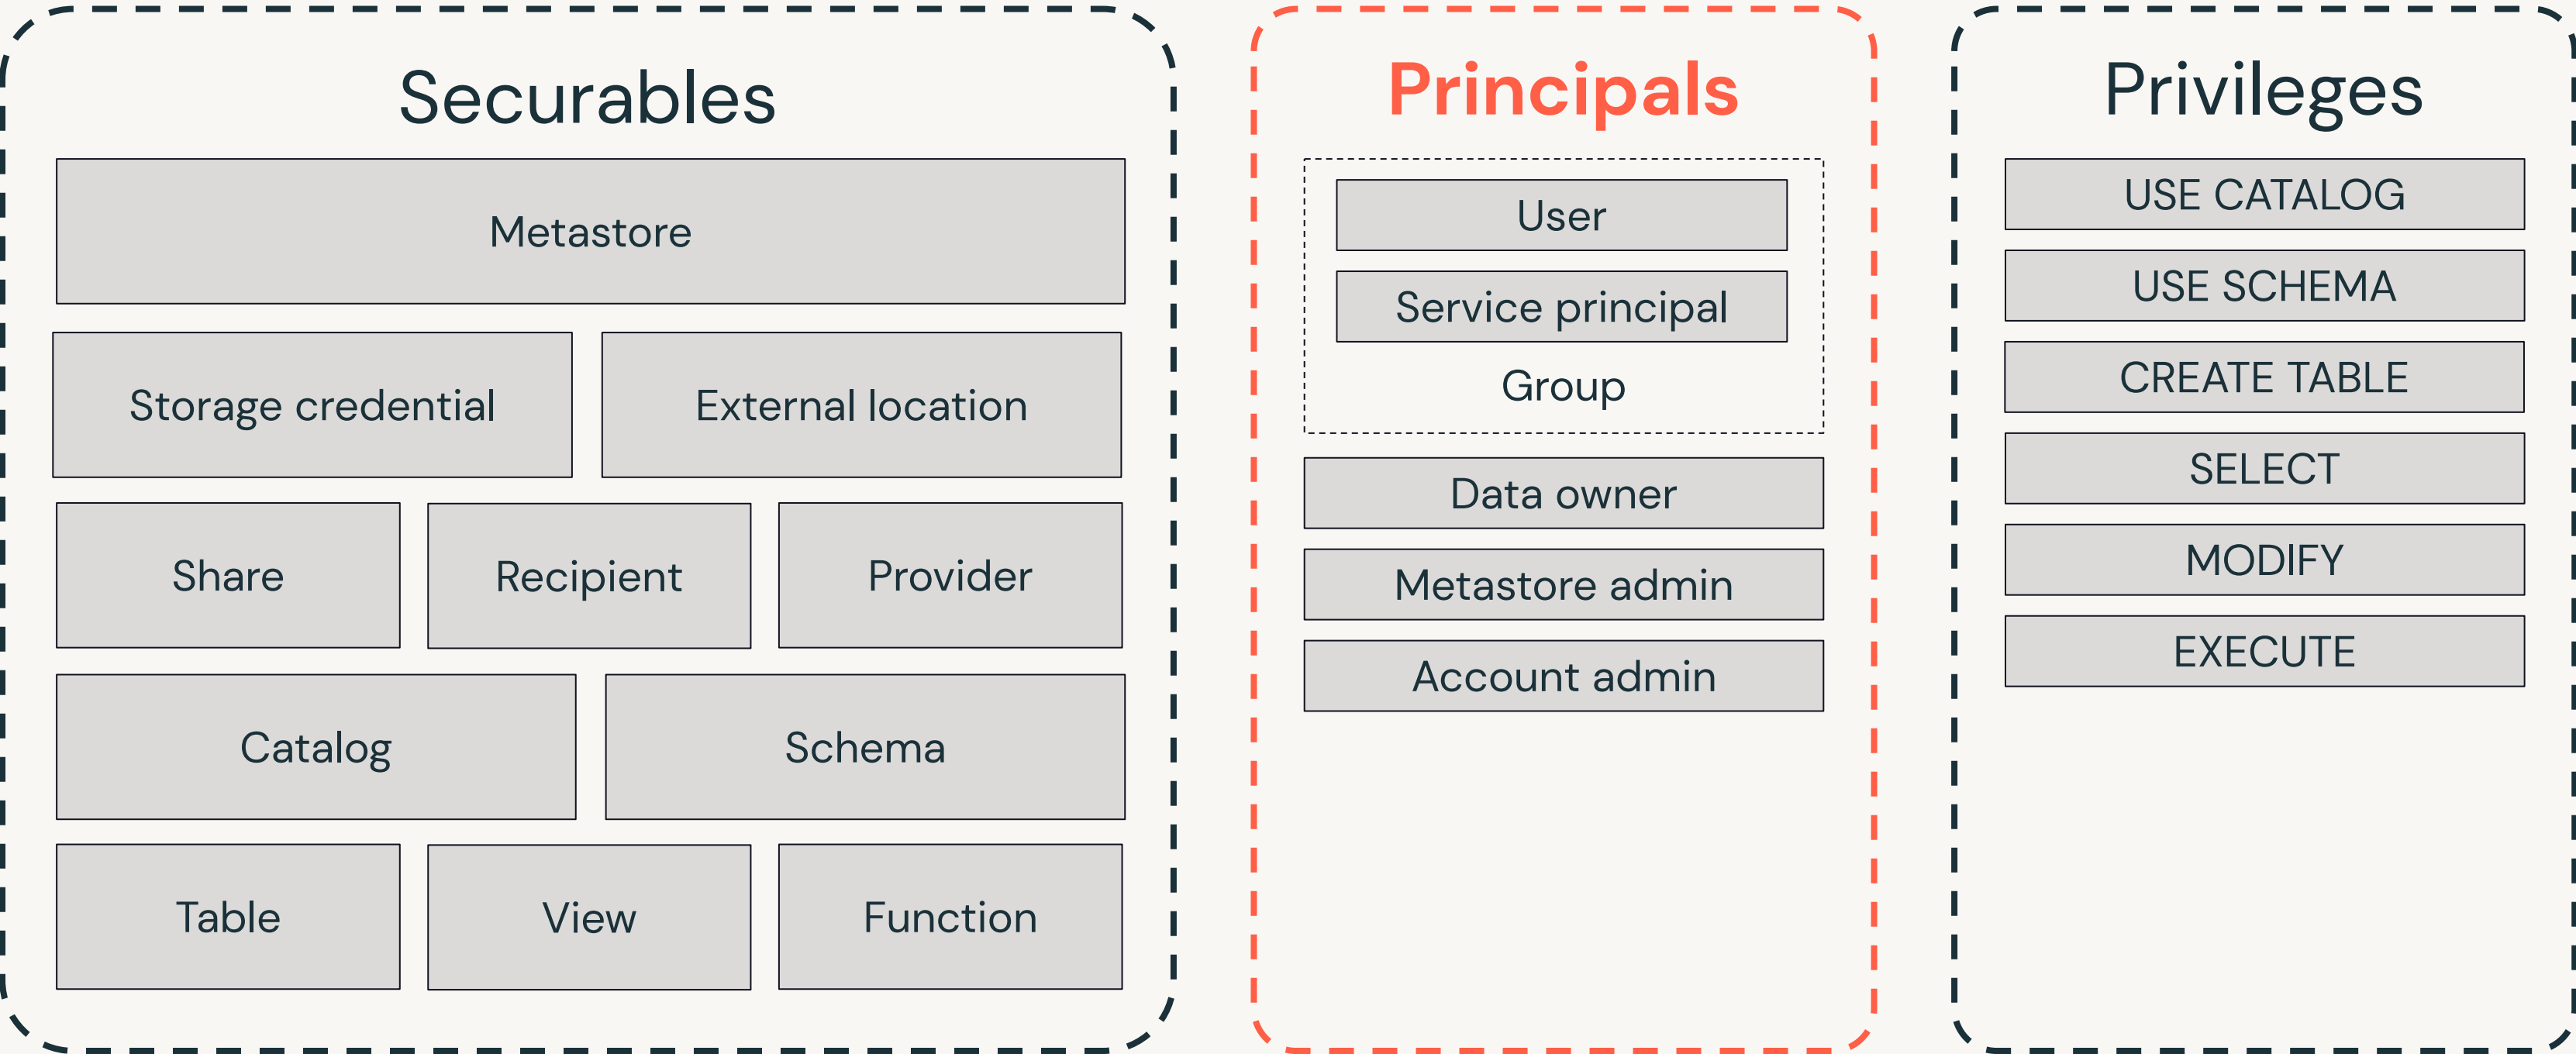 Securables
Metastore
Storage credential
External location
Share
Recipient
Provider
Catalog
Schema
Table
View
Function
Principals
User
Service principal
Group
Data owner
Metastore admin
Account admin
Privileges
USE CATALOG
USE SCHEMA
CREATE TABLE
SELECT
MODIFY
EXECUTE